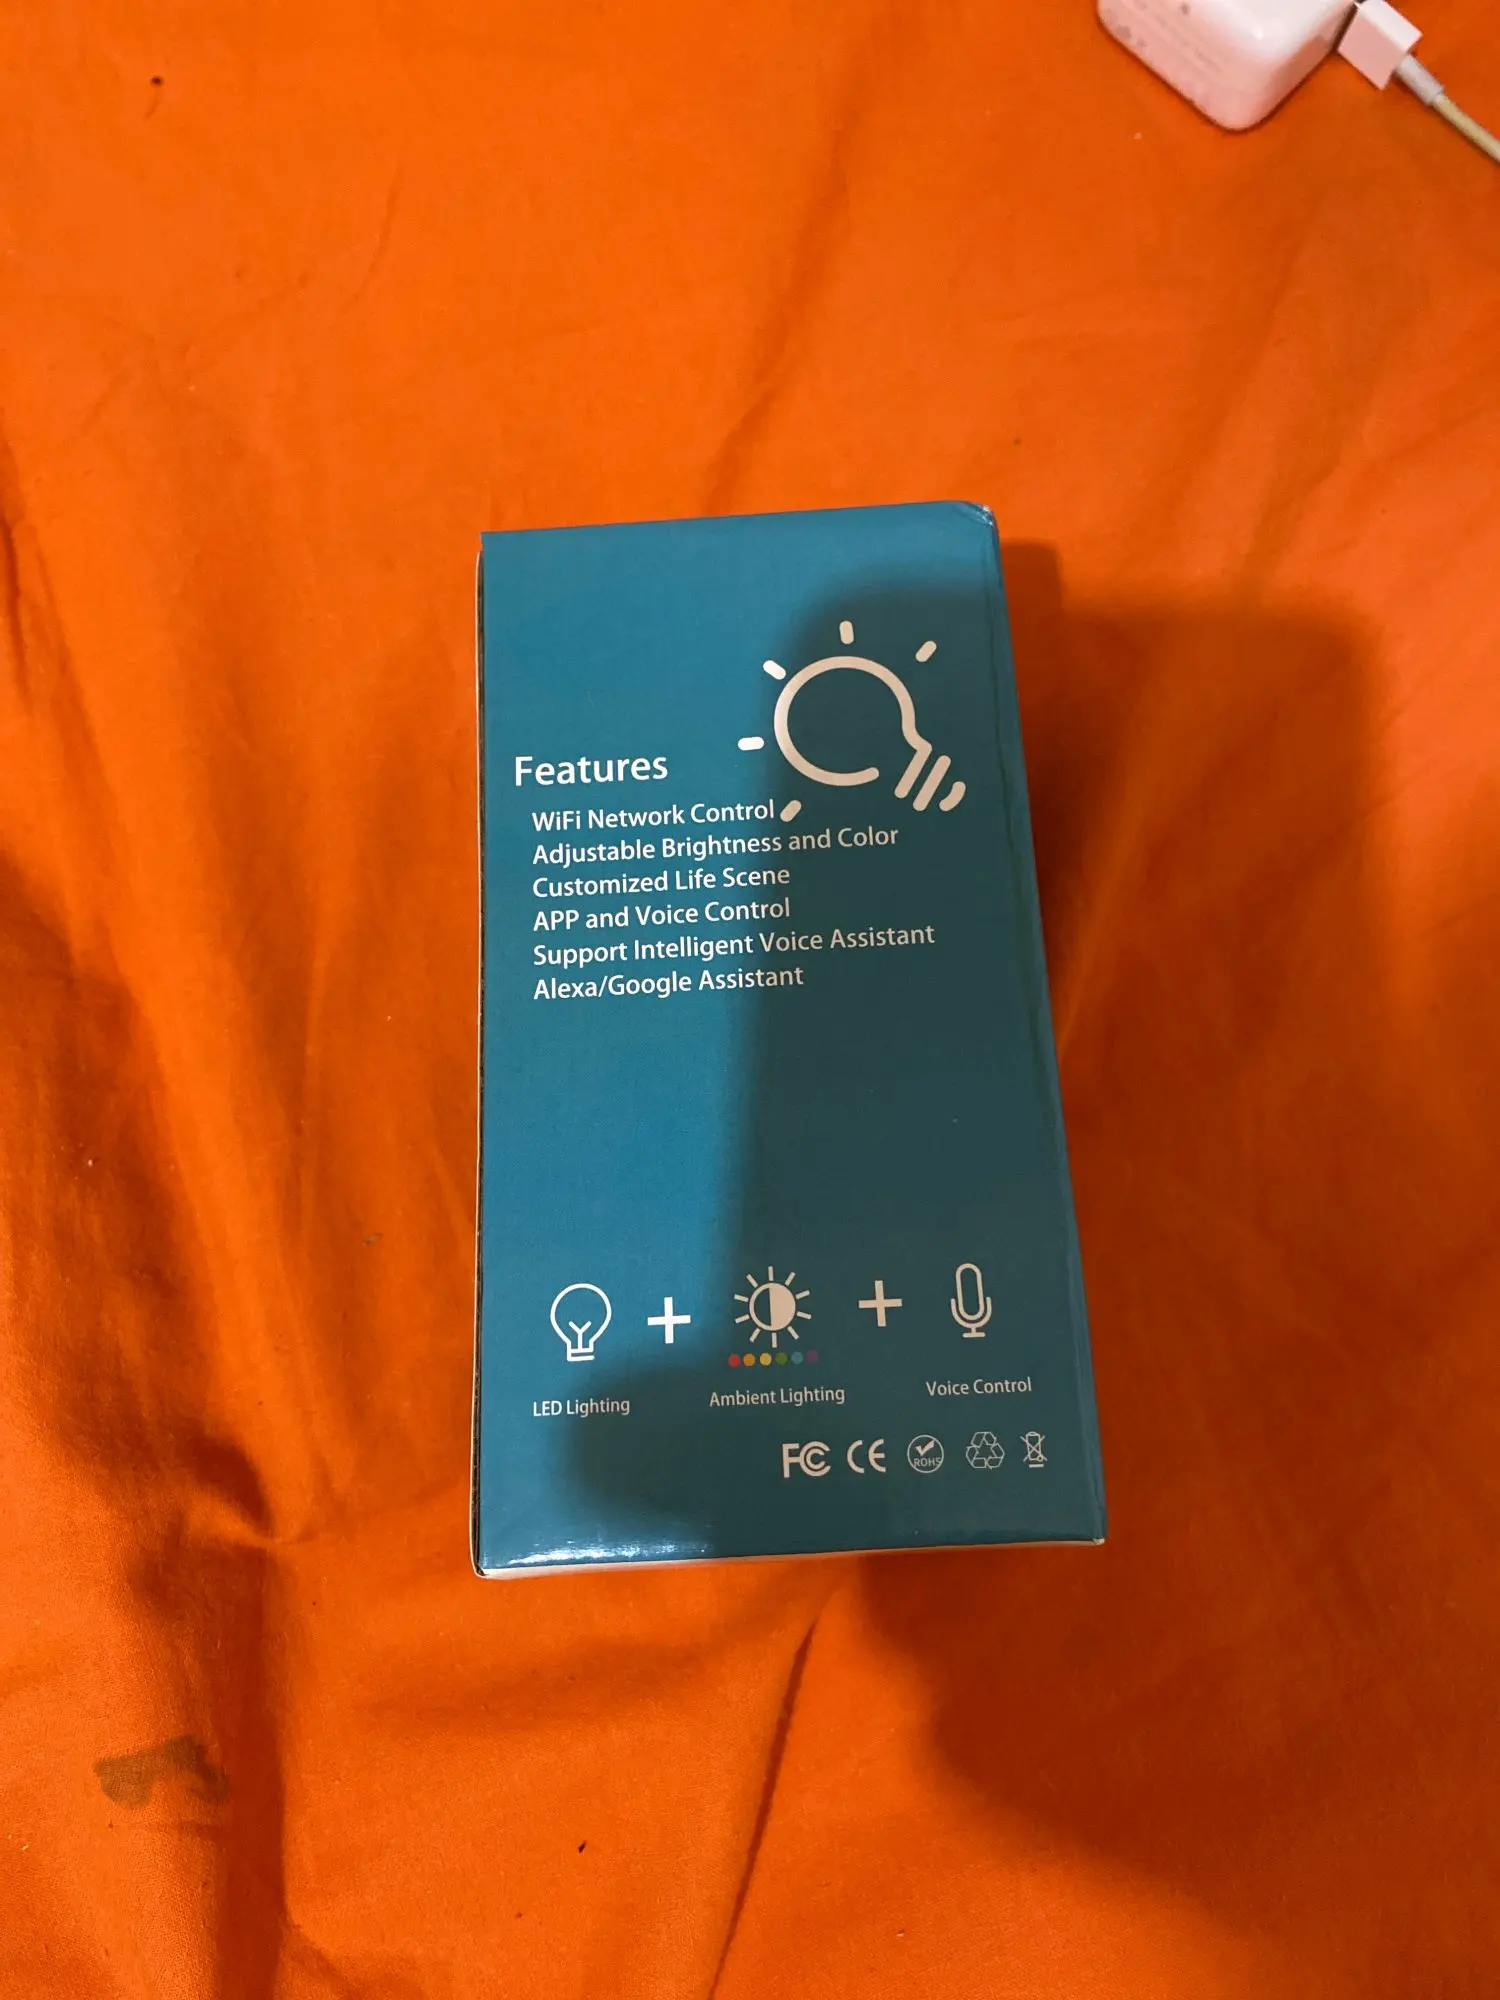 Features
WiFi Network Control
Adjustable Brightness and Color
Customized Life Scene
APP and Voice Control
Support Intelligent Voice Assistant
Alexa/Google Assistant
LED Lighting
Ambient Lighting
Voice Control
FC CE ROHS